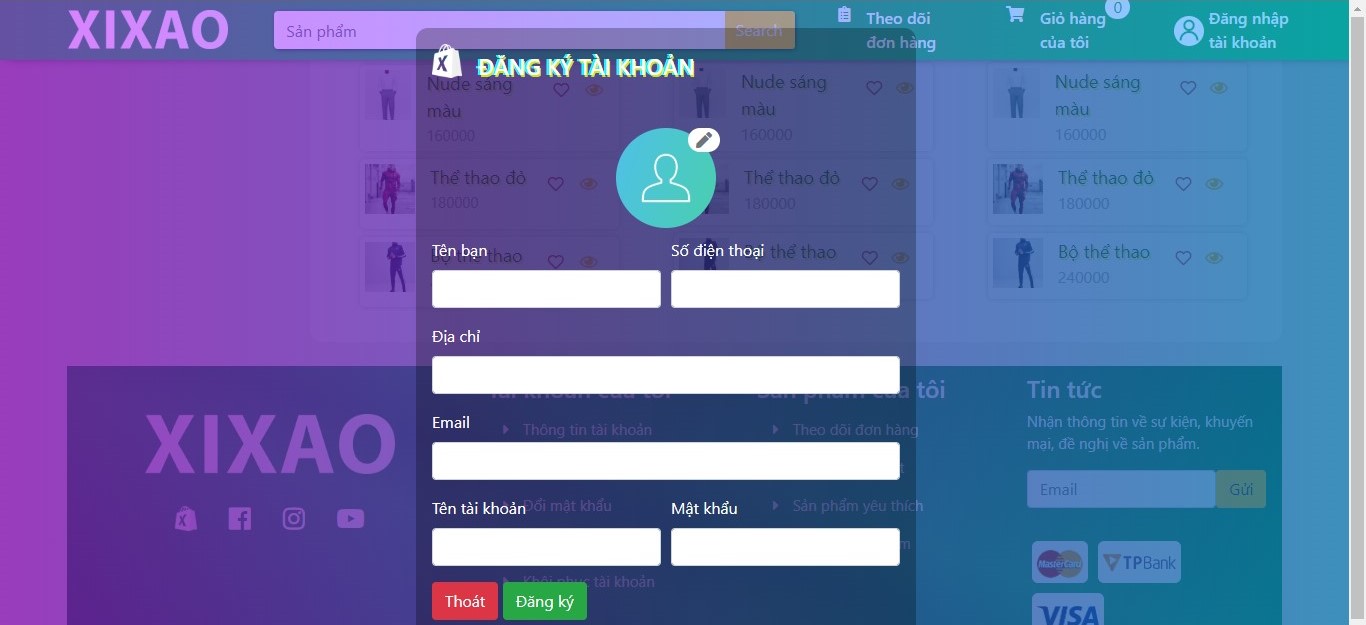 XIXAO
Sản phẩm
Search
Theo dõi
đơn hàng
0
Giỏ hàng
của tôi
Đăng nhập
tài khoản
ĐĂNG KÝ TÀI KHOẢN
Nude sáng
màu
160000
Nude sáng
màu
160000
Nude sáng
màu
160000
Thể thao đỏ
180000
Thể thao đỏ
180000
Thể thao đỏ
180000
Bộ thể thao
Bộ thể thao
Bộ thể thao
240000
Tên bạn
Số điện thoại
Địa chỉ
Email
Tên tài khoản
Mật khẩu
Thoát
Đăng ký
XIXAO
Tài khoản của tôi
Thông tin tài khoản
Đổi mật khẩu
Khôi phục tài khoản
Sản phẩm của tôi
Theo dõi đơn hàng
Sản phẩm yêu thích
Tin tức
Nhận thông tin về sự kiện, khuyến
mại, đề nghị về sản phẩm.
Email
Gửi
MasterCard
TPBank
VISA